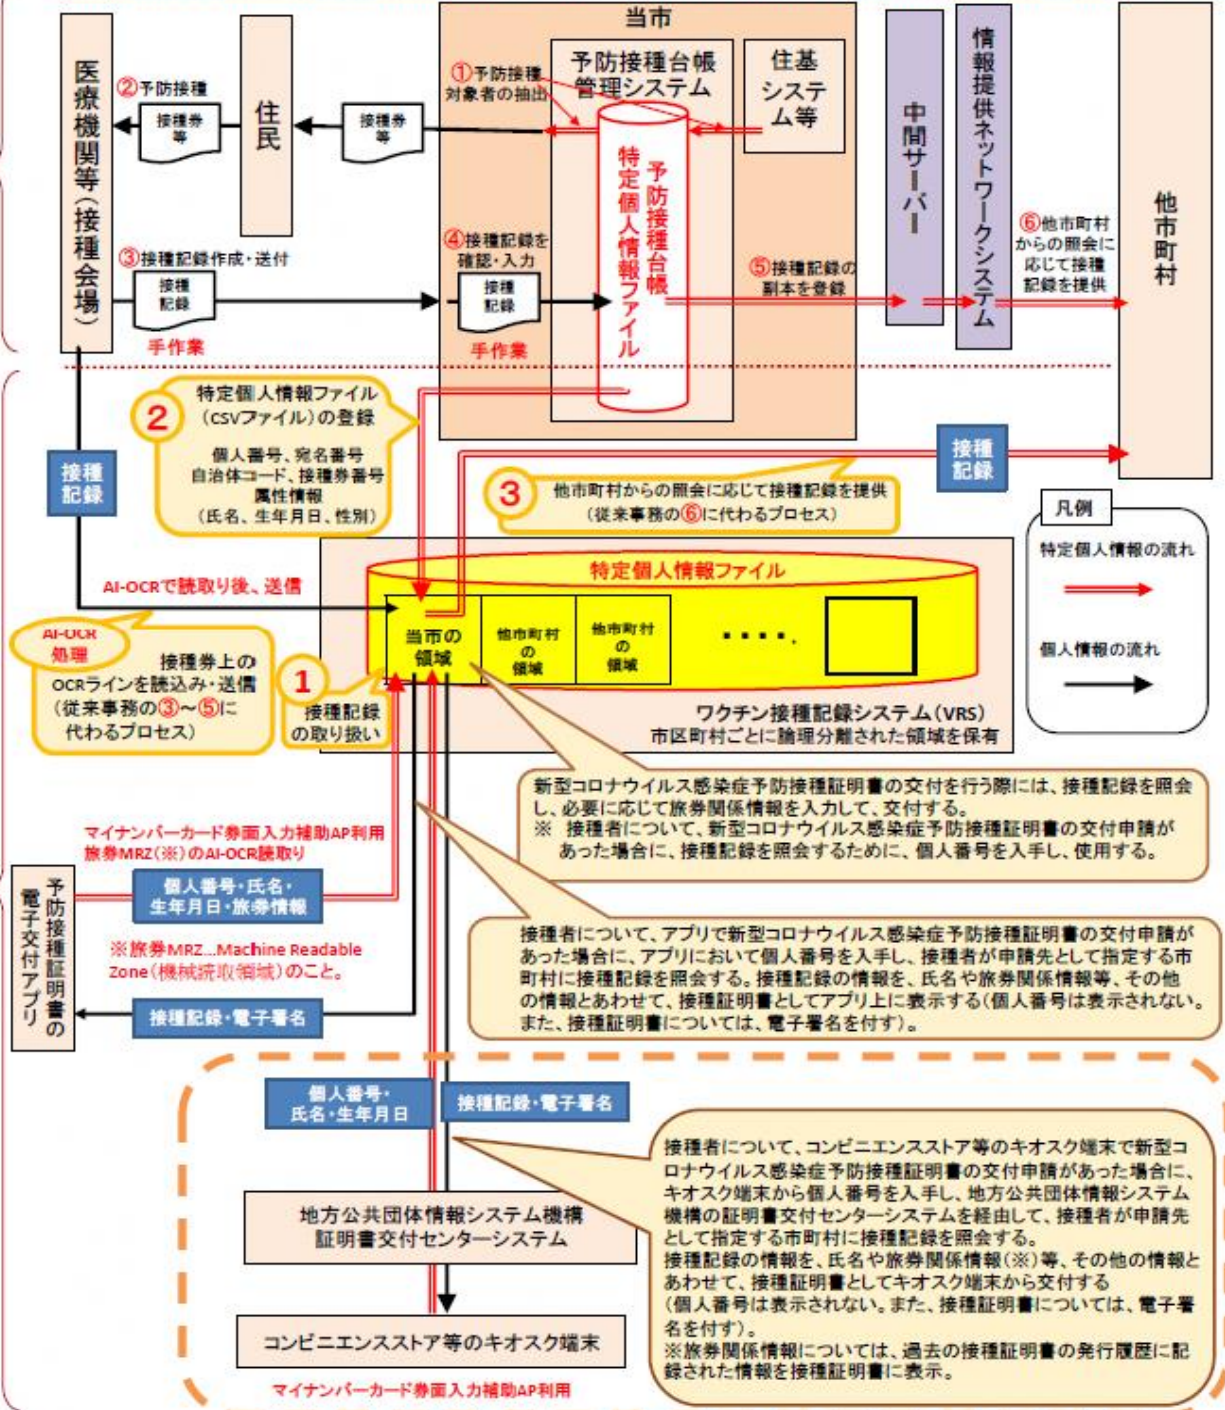 当市
医療機関等（接種会場）
②予防接種
接種券
等
住民
接種券
等
①予防接種
対象者の抽出
予防接種台帳
管理システム
住基
システ
ム等
予防接種台帳
特定個人情報ファイル
中間サーバー
情報提供ネットワークシステム
他市町村
③接種記録作成・送付
接種
記録
手作業
④接種記録を
確認・入力
接種
記録
手作業
⑤接種記録の
副本を登録
⑥他市町村
からの照会に
応じて接種
記録を提供
2
特定個人情報ファイル
（CSVファイル）の登録
個人番号、宛名番号
自治体コード、接種券番号
属性情報
（氏名、生年月日、性別）
接種
記録
接種
記録
3
他市町村からの照会に応じて接種記録を提供
（従来事務の⑥に代わるプロセス）
凡例
特定個人情報の流れ
個人情報の流れ
特定個人情報ファイル
AI-OCRで読取り後、送信
当市の
領域
他市町村
の
領域
他市町村
の
領域
・・・・.
AI-OCR
処理
接種券上の
OCRラインを読込み・送信
（従来事務の③～⑤に
代わるプロセス）
1
接種記録
の取り扱い
ワクチン接種記録システム（VRS）
市区町村ごとに論理分離された領域を保有
新型コロナウイルス感染症予防接種証明書の交付を行う際には、接種記録を照会
し、必要に応じて旅券関係情報を入力して、交付する。
※ 接種者について、新型コロナウイルス感染症予防接種証明書の交付申請が
あった場合に、接種記録を照会するために、個人番号を入手し、使用する。
マイナンバーカード券面入力補助AP利用
旅券MRZ（※）のAI-OCR読取り
予防接種証明書の
電子交付アプリ
個人番号・氏名・
生年月日・旅券情報
※旅券MRZ…Machine Readable
Zone（機械読取領域）のこと。
接種記録・電子署名
接種者について、アプリで新型コロナウイルス感染症予防接種証明書の交付申請が
あった場合に、アプリにおいて個人番号を入手し、接種者が申請先として指定する市
町村に接種記録を照会する。接種記録の情報を、氏名や旅券関係情報等、その他
の情報とあわせて、接種証明書としてアプリ上に表示する（個人番号は表示されない。
また、接種証明書については、電子署名を付す）。
個人番号・
氏名・生年月日
接種記録・電子署名
接種者について、コンビニエンスストア等のキオスク端末で新型コ
ロナウイルス感染症予防接種証明書の交付申請があった場合に、
キオスク端末から個人番号を入手し、地方公共団体情報システム
機構の証明書交付センターシステムを経由して、接種者が申請先
として指定する市町村に接種記録を照会する。
接種記録の情報を、氏名や旅券関係情報（※）等、その他の情報と
あわせて、接種証明書としてキオスク端末から交付する
（個人番号は表示されない。また、接種証明書については、電子署
名を付す）。
※旅券関係情報については、過去の接種証明書の発行履歴に記
録された情報を接種証明書に表示。
地方公共団体情報システム機構
証明書交付センターシステム
コンビニエンスストア等のキオスク端末
マイナンバーカード券面入力補助AP利用